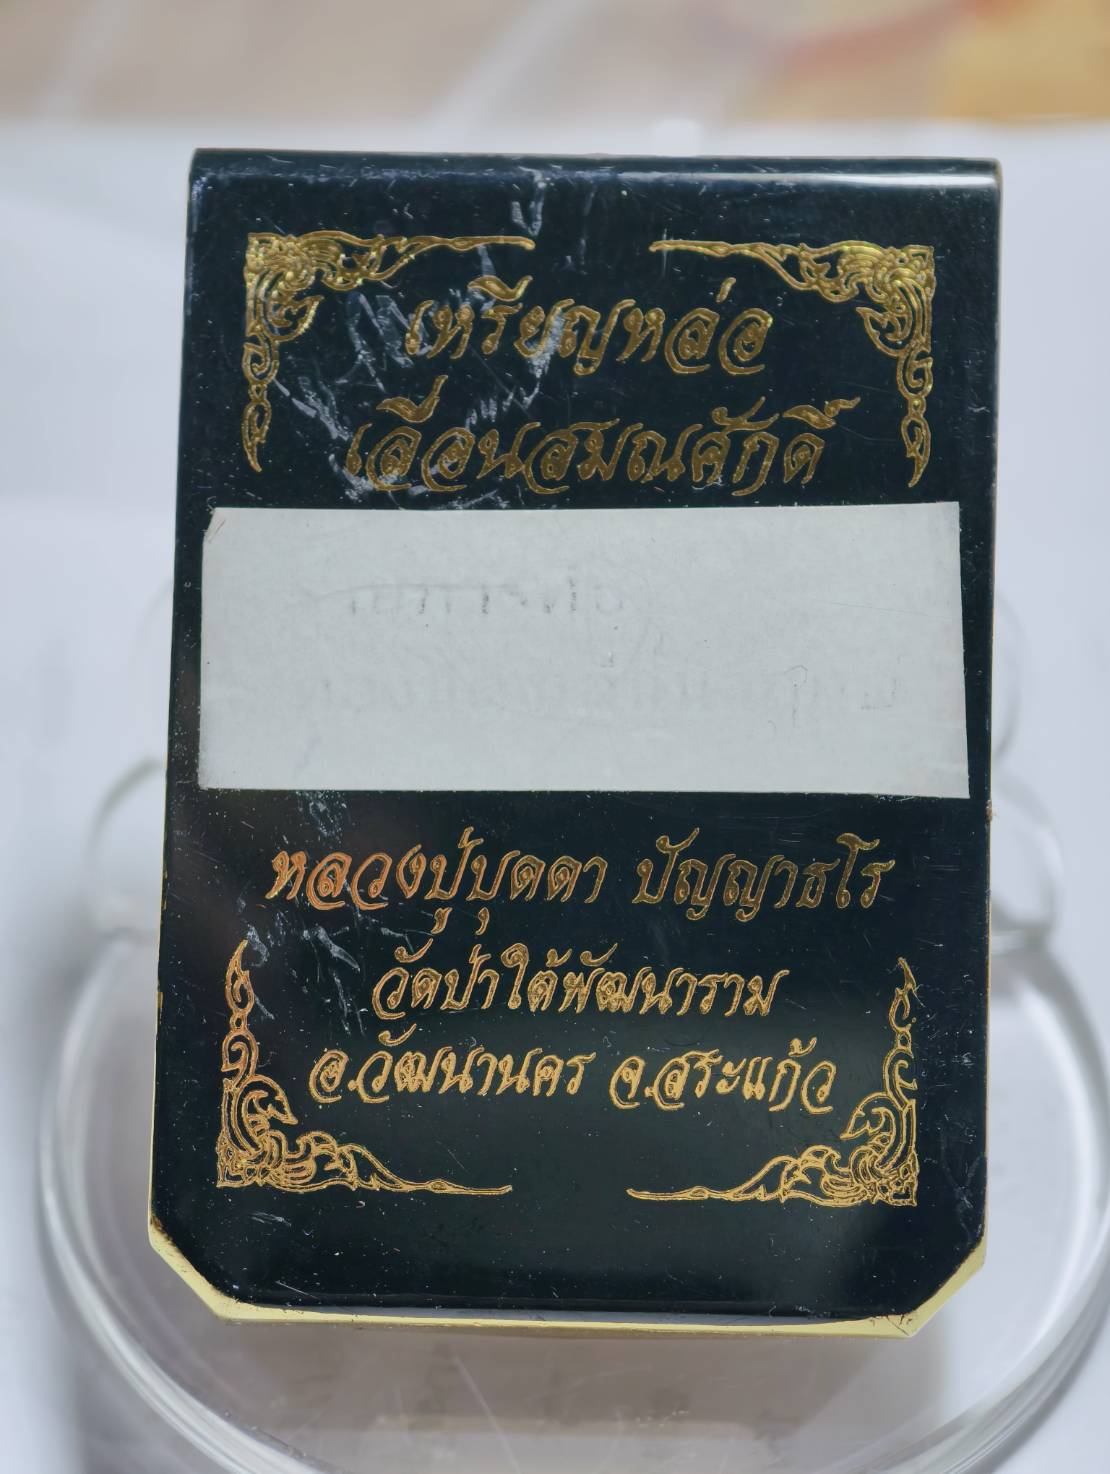 เหรียญหล่อ
เลื่อนสมณศักดิ์
หลวงปู่บุดดา ปัญญาธโร
วัดป่าใต้พัฒนาราม
อ.วัฒนานคร จ.สระแก้ว